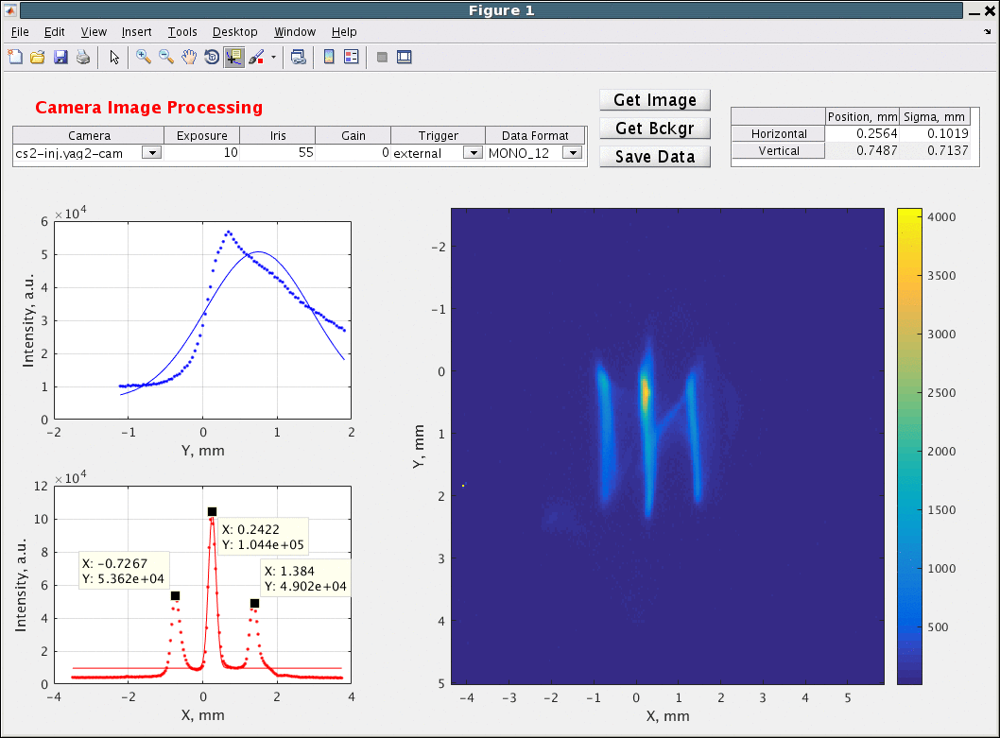 Figure 1
File Edit View Insert Tools Desktop Window Help
Camera Image Processing
Camera Exposure Iris Gain Trigger Data Format
cs2-inj.yag2-cam 10 55 0 external MONO_12
Get Image
Get Bckgr
Save Data
Position, mm Sigma, mm
Horizontal 0.2564 0.1019
Vertical 0.7487 0.7137
×10^4
6
5
4
3
2
1
0
−2 −1 0 1 2
Intensity, a.u.
Y, mm
×10^4
12
10
8
6
4
2
0
−4 −2 0 2 4
Intensity, a.u.
X, mm
X: −0.7267
Y: 5.362e+04
X: 0.2422
Y: 1.044e+05
X: 1.384
Y: 4.902e+04
−2
−1
0
1
2
3
4
5
Y, mm
−4 −3 −2 −1 0 1 2 3 4 5
X, mm
4000
3500
3000
2500
2000
1500
1000
500